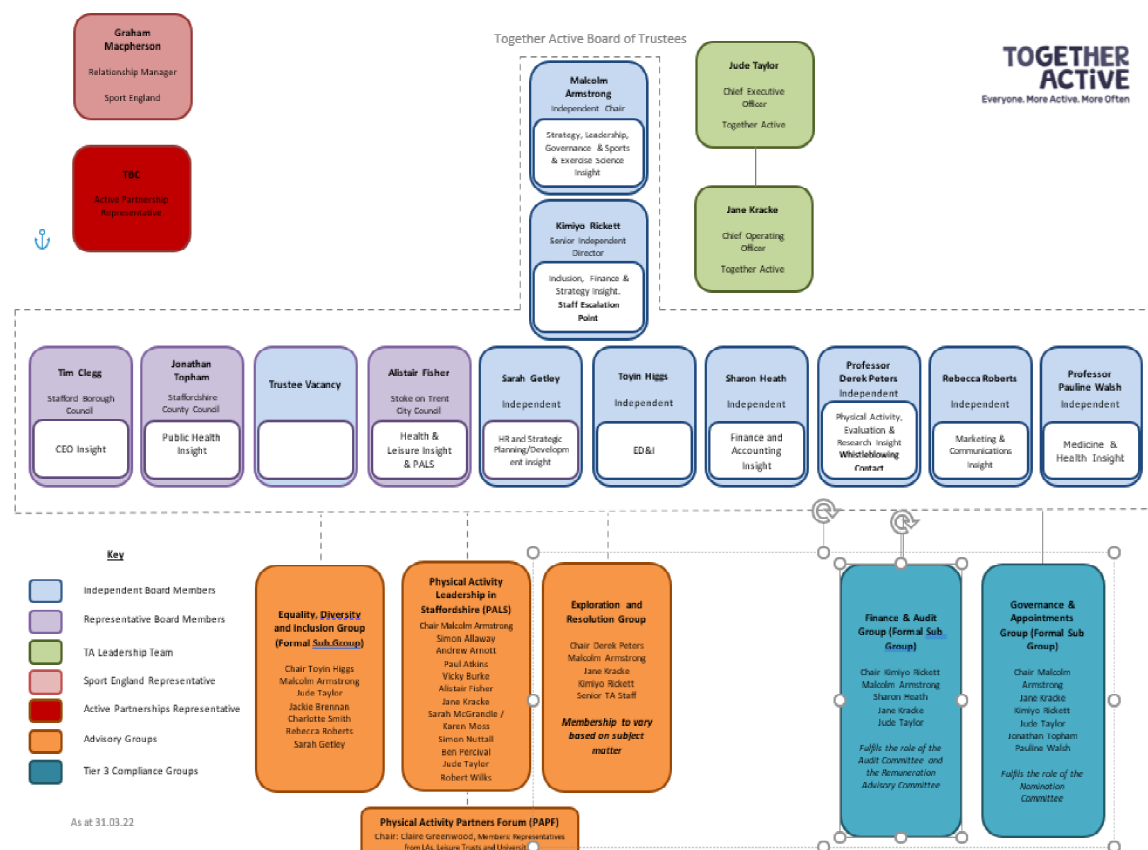 Graham
Macpherson
Relationship Manager
Sport England
TBC
Active Partnership
Representative
Together Active Board of Trustees
Malcolm
Armstrong
Independent Chair
Strategy, Leadership,
Governance & Sports
& Exercise Science
Insight
Kimiyo Rickett
Senior Independent
Director
Inclusion, Finance &
Strategy Insight.
Staff Escalation
Point
Jude Taylor
Chief Executive
Officer
Together Active
Jane Kracke
Chief Operating
Officer
Together Active
TOGETHER
ACTIVE
Everyone. More Active. More Often
Tim Clegg
Stafford Borough
Council
CEO Insight
Jonathan
Topham
Staffordshire
County Council
Public Health
Insight
Trustee Vacancy
Alistair Fisher
Stoke on Trent
City Council
Health &
Leisure Insight
& PALS
Sarah Getley
Independent
HR and Strategic
Planning/Developm
ent insight
Toyin Higgs
Independent
ED&I
Sharon Heath
Independent
Finance and
Accounting
Insight
Professor
Derek Peters
Independent
Physical Activity,
Evaluation &
Research Insight
Whistleblowing
Contact
Rebecca Roberts
Independent
Marketing &
Communications
Insight
Professor
Pauline Walsh
Independent
Medicine &
Health Insight
Key
Independent Board Members
Representative Board Members
TA Leadership Team
Sport England Representative
Active Partnerships Representative
Advisory Groups
Tier 3 Compliance Groups
As at 31.03.22
Equality, Diversity
and Inclusion Group
(Formal Sub Group)
Chair Toyin Higgs
Malcolm Armstrong
Jude Taylor
Jackie Brennan
Charlotte Smith
Rebecca Roberts
Sarah Getley
Physical Activity
Leadership in
Staffordshire (PALS)
Chair Malcolm Armstrong
Simon Allaway
Andrew Arnott
Paul Atkins
Vicky Burke
Alistair Fisher
Jane Kracke
Sarah McGrandle /
Karen Moss
Simon Nuttall
Ben Percival
Jude Taylor
Robert Wilks
Physical Activity Partners Forum (PAPF)
Chair: Claire Greenwood, Members: Representatives
from LAs, Leisure Trusts and Universit
Exploration and
Resolution Group
Chair Derek Peters
Malcolm Armstrong
Jane Kracke
Kimiyo Rickett
Senior TA Staff
Membership to vary
based on subject
matter
Finance & Audit
Group (Formal Sub
Group)
Chair Kimiyo Rickett
Malcolm Armstrong
Sharon Heath
Jane Kracke
Jude Taylor
Fulfils the role of the
Audit Committee and
the Remuneration
Advisory Committee
Governance &
Appointments
Group (Formal Sub
Group)
Chair Malcolm
Armstrong
Jane Kracke
Kimiyo Rickett
Jude Taylor
Jonathan Topham
Pauline Walsh
Fulfils the role of the
Nomination
Committee